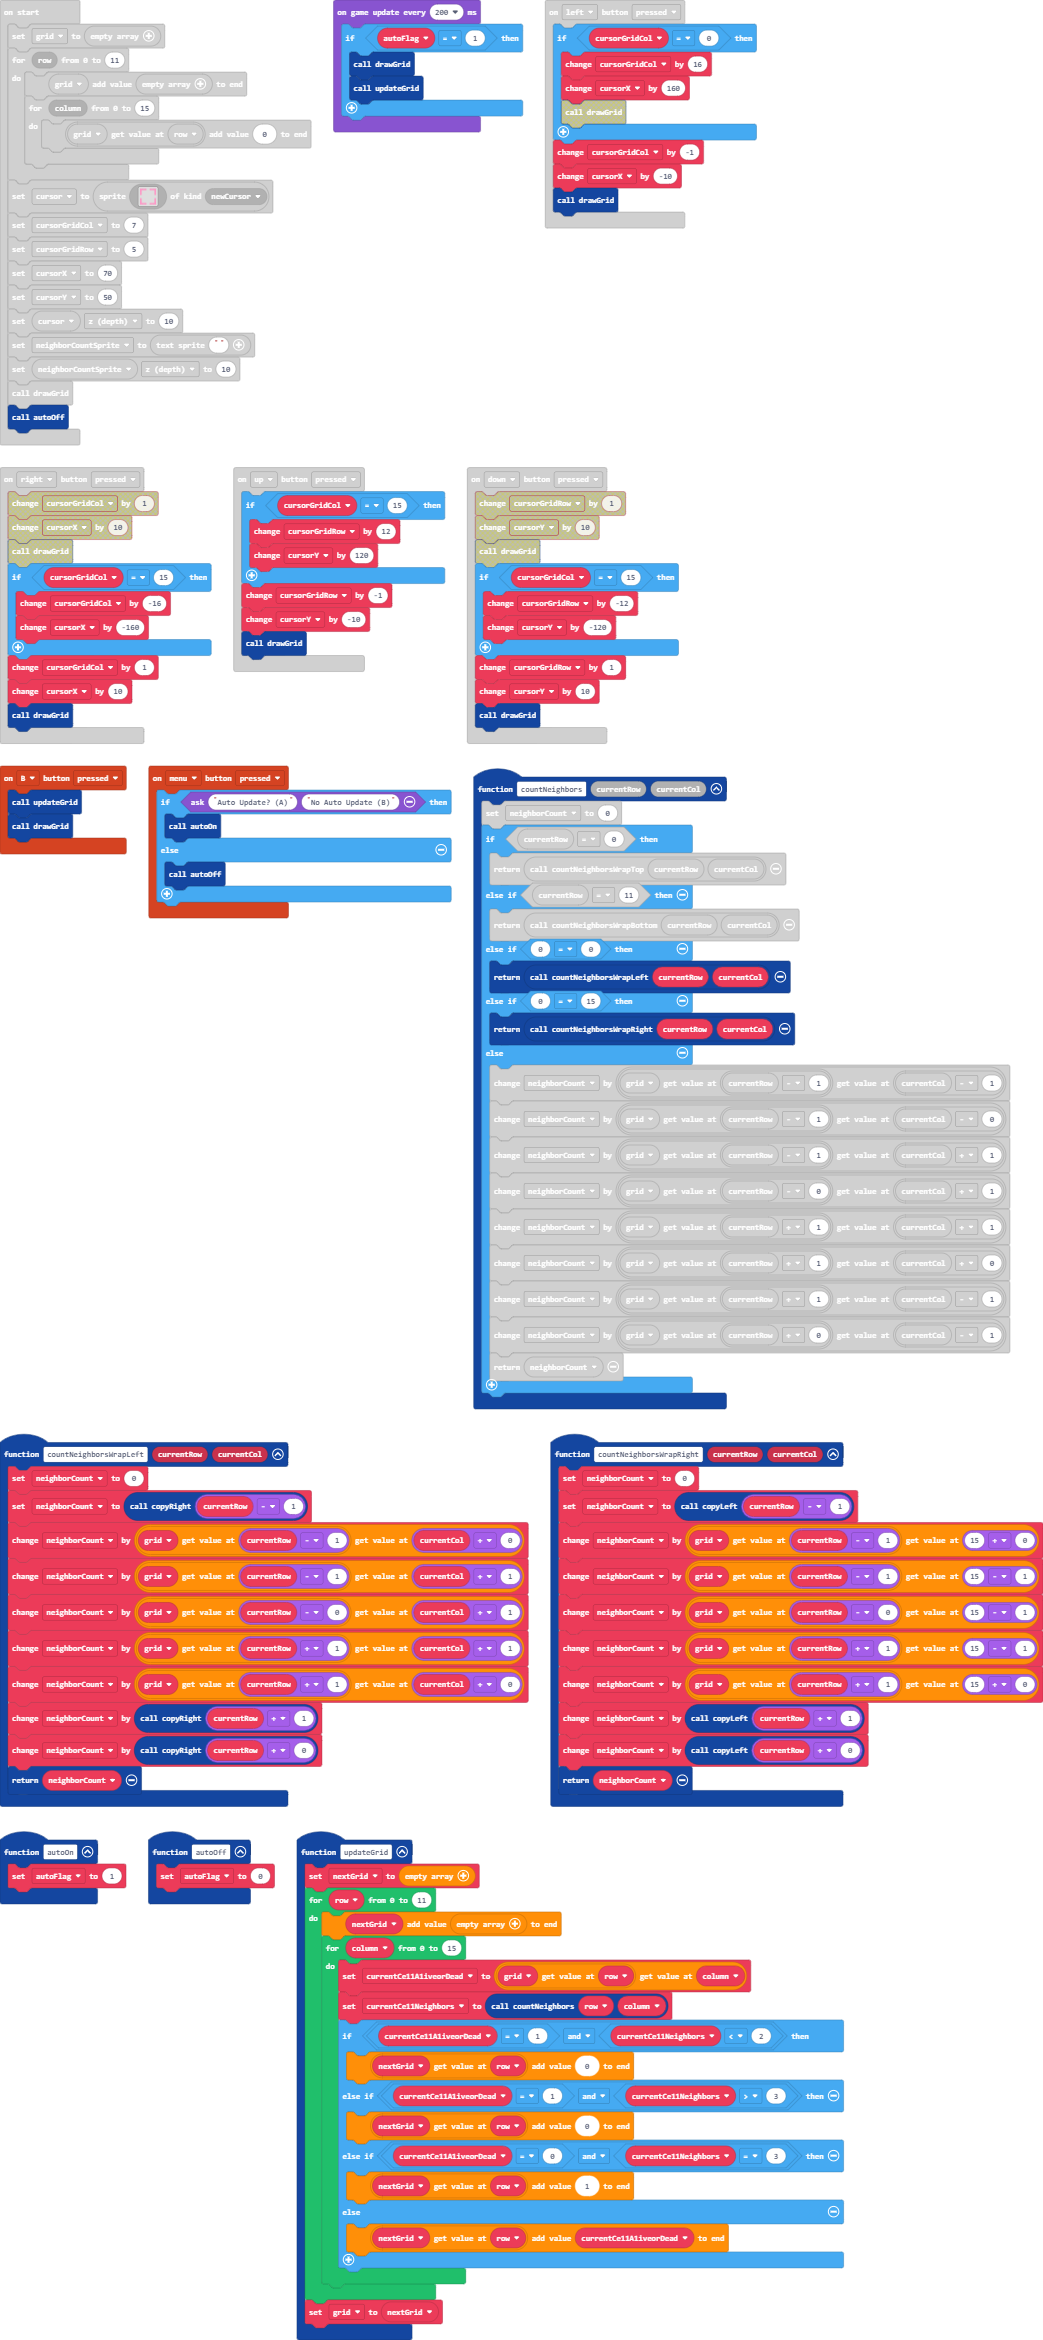 on start
set grid to empty array
for row from 0 to 11
do grid add value empty array to end
for column from 0 to 15
do grid get value at row add value 0 to end
set cursor to sprite of kind newCursor
set cursorGridCol to 7
set cursorGridRow to 5
set cursorX to 70
set cursorY to 50
set cursor z (depth) to 10
set neighborCountSprite to text sprite " "
set neighborCountSprite z (depth) to 10
call drawGrid
call autoOff
on game update every 200 ms
if autoFlag = 1 then
call drawGrid
call updateGrid
on left button pressed
if cursorGridCol = 0 then
change cursorGridCol by 16
change cursorX by 160
call drawGrid
change cursorGridCol by -1
change cursorX by -10
call drawGrid
on right button pressed
change cursorGridCol by 1
change cursorX by 10
call drawGrid
if cursorGridCol = 15 then
change cursorGridCol by -16
change cursorX by -160
change cursorGridCol by 1
change cursorX by 10
call drawGrid
on up button pressed
if cursorGridCol = 15 then
change cursorGridRow by 12
change cursorY by 120
change cursorGridRow by -1
change cursorY by -10
call drawGrid
on down button pressed
change cursorGridRow by 1
change cursorY by 10
call drawGrid
if cursorGridCol = 15 then
change cursorGridRow by -12
change cursorY by -120
change cursorGridRow by 1
change cursorY by 10
call drawGrid
on B button pressed
call updateGrid
call drawGrid
on menu button pressed
if ask "Auto Update? (A)" "No Auto Update (B)" then
call autoOn
else
call autoOff
function countNeighbors currentRow currentCol
set neighborCount to 0
if currentRow = 0 then
return call countNeighborsWrapTop currentRow currentCol
else if currentRow = 11 then
return call countNeighborsWrapBottom currentRow currentCol
else if 0 = 0 then
return call countNeighborsWrapLeft currentRow currentCol
else if 0 = 15 then
return call countNeighborsWrapRight currentRow currentCol
else
change neighborCount by grid get value at currentRow - 1 get value at currentCol - 1
change neighborCount by grid get value at currentRow - 1 get value at currentCol - 0
change neighborCount by grid get value at currentRow - 1 get value at currentCol + 1
change neighborCount by grid get value at currentRow - 0 get value at currentCol + 1
change neighborCount by grid get value at currentRow + 1 get value at currentCol + 1
change neighborCount by grid get value at currentRow + 1 get value at currentCol + 0
change neighborCount by grid get value at currentRow + 1 get value at currentCol - 1
change neighborCount by grid get value at currentRow + 0 get value at currentCol - 1
return neighborCount
function countNeighborsWrapLeft currentRow currentCol
set neighborCount to 0
set neighborCount to call copyRight currentRow - 1
change neighborCount by grid get value at currentRow - 1 get value at currentCol + 0
change neighborCount by grid get value at currentRow - 1 get value at currentCol + 1
change neighborCount by grid get value at currentRow - 0 get value at currentCol + 1
change neighborCount by grid get value at currentRow + 1 get value at currentCol + 1
change neighborCount by grid get value at currentRow + 1 get value at currentCol + 0
change neighborCount by call copyRight currentRow + 1
change neighborCount by call copyRight currentRow + 0
return neighborCount
function countNeighborsWrapRight currentRow currentCol
set neighborCount to 0
set neighborCount to call copyLeft currentRow - 1
change neighborCount by grid get value at currentRow - 1 get value at 15 + 0
change neighborCount by grid get value at currentRow - 1 get value at 15 - 1
change neighborCount by grid get value at currentRow - 0 get value at 15 - 1
change neighborCount by grid get value at currentRow + 1 get value at 15 - 1
change neighborCount by grid get value at currentRow + 1 get value at 15 + 0
change neighborCount by call copyLeft currentRow + 1
change neighborCount by call copyLeft currentRow + 0
return neighborCount
function autoOn
set autoFlag to 1
function autoOff
set autoFlag to 0
function updateGrid
set nextGrid to empty array
for row from 0 to 11
do nextGrid add value empty array to end
for column from 0 to 15
do set currentCe11A1iveorDead to grid get value at row get value at column
set currentCe11Neighbors to call countNeighbors row column
if currentCe11A1iveorDead = 1 and currentCe11Neighbors < 2 then
nextGrid get value at row add value 0 to end
else if currentCe11A1iveorDead = 1 and currentCe11Neighbors > 3 then
nextGrid get value at row add value 0 to end
else if currentCe11A1iveorDead = 0 and currentCe11Neighbors = 3 then
nextGrid get value at row add value 1 to end
else
nextGrid get value at row add value currentCe11A1iveorDead to end
set grid to nextGrid